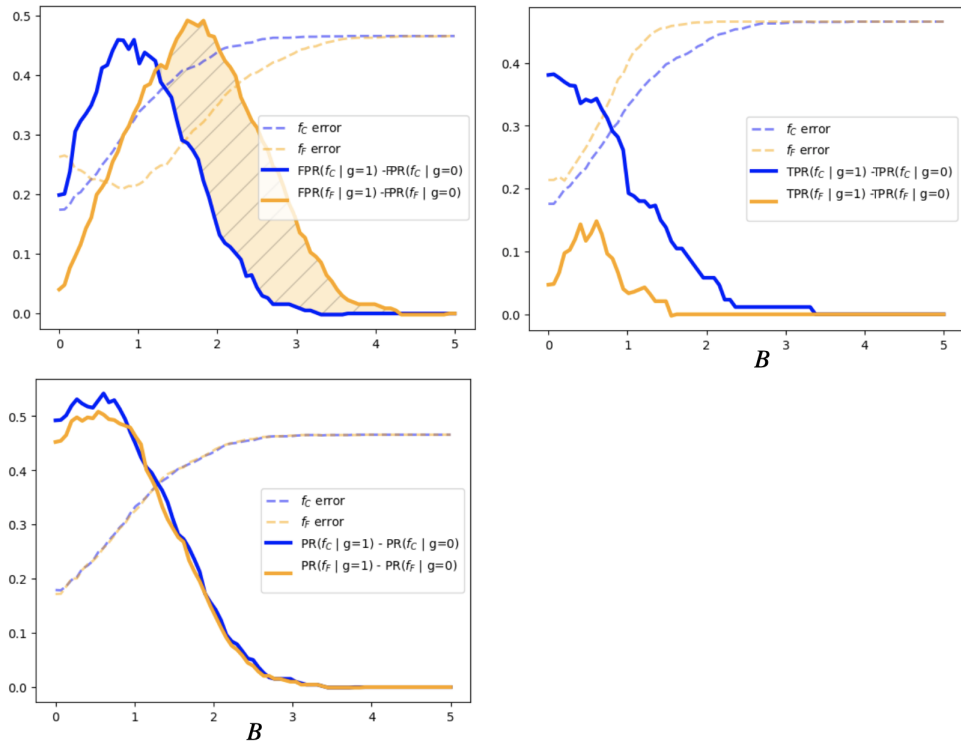 0.5
0.4
0.3
0.2
0.1
0.0
0 1 2 3 4 5
f_C error
f_F error
FPR(f_C | g=1) -FPR(f_C | g=0)
FPR(f_F | g=1) -FPR(f_F | g=0)
0.4
0.3
0.2
0.1
0.0
0 1 2 3 4 5
B
f_C error
f_F error
TPR(f_C | g=1) -TPR(f_C | g=0)
TPR(f_F | g=1) -TPR(f_F | g=0)
0.5
0.4
0.3
0.2
0.1
0.0
0 1 2 3 4 5
B
f_C error
f_F error
PR(f_C | g=1) - PR(f_C | g=0)
PR(f_F | g=1) - PR(f_F | g=0)